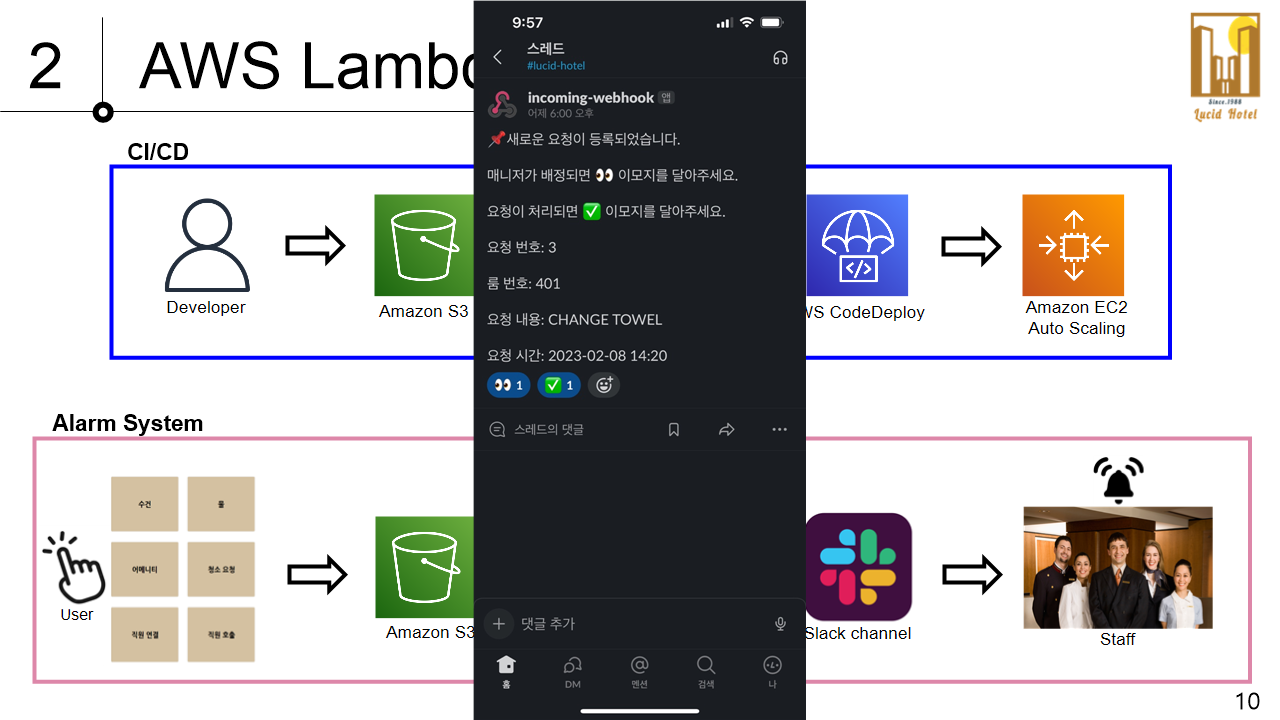 2
AWS Lambd
Since.1988
Lucid Hotel
CI/CD
Developer
Amazon S3
WS CodeDeploy
Amazon EC2
Auto Scaling
Alarm System
수건
물
어메니티
청소 요청
직원 연결
직원 호출
User
Amazon S3
Slack channel
Staff
10
9:57
스레드
#lucid-hotel
incoming-webhook 앱
어제 6:00 오후
📌새로운 요청이 등록되었습니다.
매니저가 배정되면 👀 이모지를 달아주세요.
요청이 처리되면 ✅ 이모지를 달아주세요.
요청 번호: 3
룸 번호: 401
요청 내용: CHANGE TOWEL
요청 시간: 2023-02-08 14:20
👀 1 ✅ 1
스레드의 댓글
댓글 추가
홈
DM
멘션
검색
나